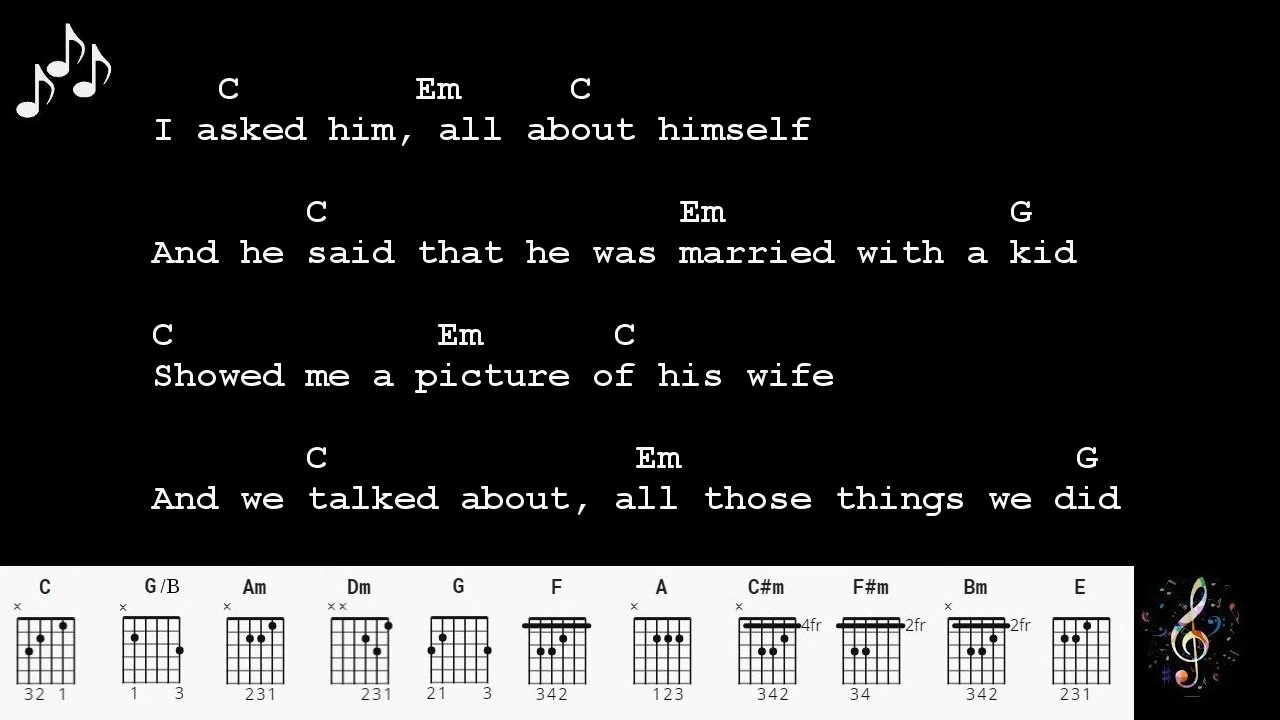 C Em C
I asked him, all about himself
C Em G
And he said that he was married with a kid
C Em C
Showed me a picture of his wife
C Em G
And we talked about, all those things we did
C G/B Am Dm G F A C#m F#m Bm E
× × × ×× × × ×
4fr 2fr 2fr
32 1 1 3 231 231 21 3 342 123 342 34 342 231